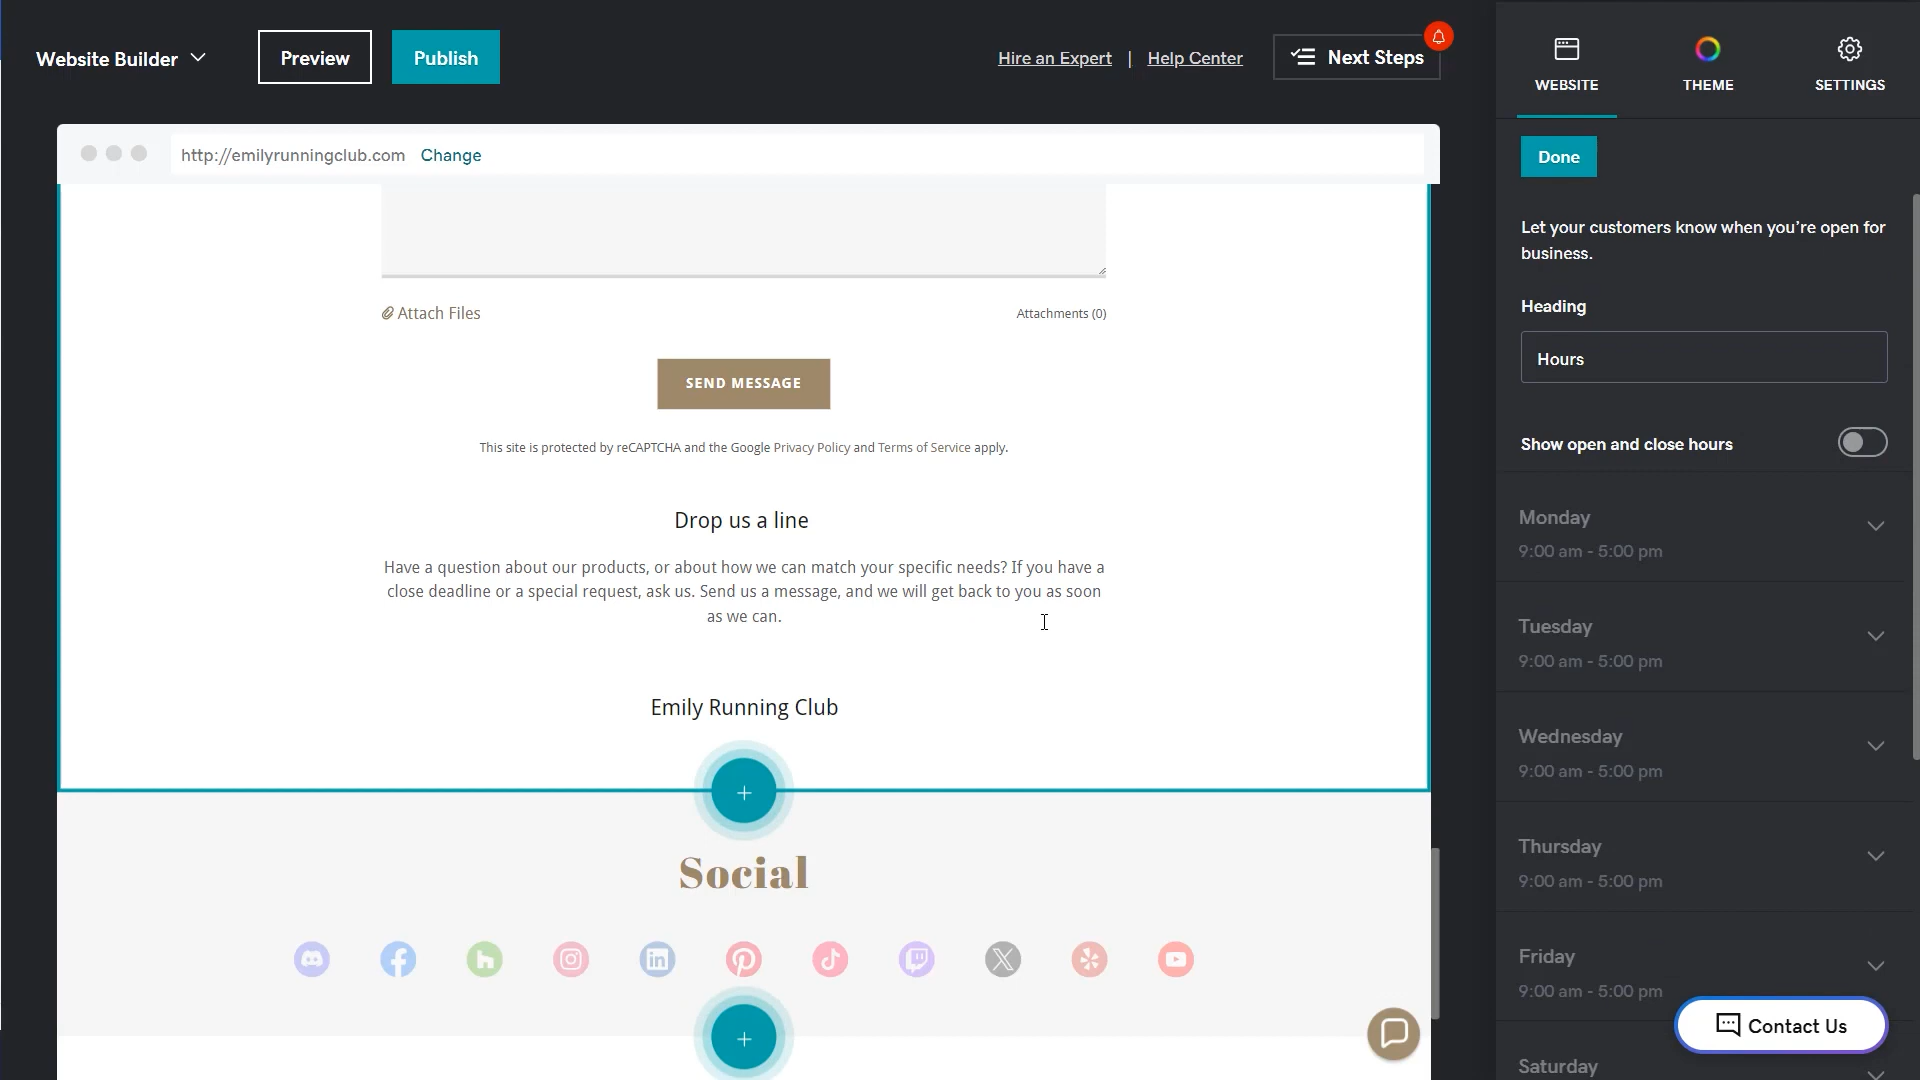 Website Builder
Preview
Publish
Hire an Expert | Help Center
Next Steps
WEBSITE
THEME
SETTINGS
http://emilyrunningclub.com Change
Done
Let your customers know when you’re open for
business.
Heading
Hours
Show open and close hours
Monday
9:00 am - 5:00 pm
Tuesday
9:00 am - 5:00 pm
Wednesday
9:00 am - 5:00 pm
Thursday
9:00 am - 5:00 pm
Friday
9:00 am - 5:00 pm
Saturday
Contact Us
Attach Files
Attachments (0)
SEND MESSAGE
This site is protected by reCAPTCHA and the Google Privacy Policy and Terms of Service apply.
Drop us a line
Have a question about our products, or about how we can match your specific needs? If you have a
close deadline or a special request, ask us. Send us a message, and we will get back to you as soon
as we can.
Emily Running Club
Social